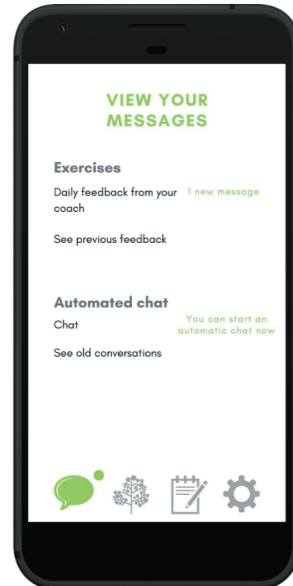 VIEW YOUR
MESSAGES
Exercises
Daily feedback from your
coach
1 new message
See previous feedback
Automated chat
Chat
You can start an
automatic chat now
See old conversations